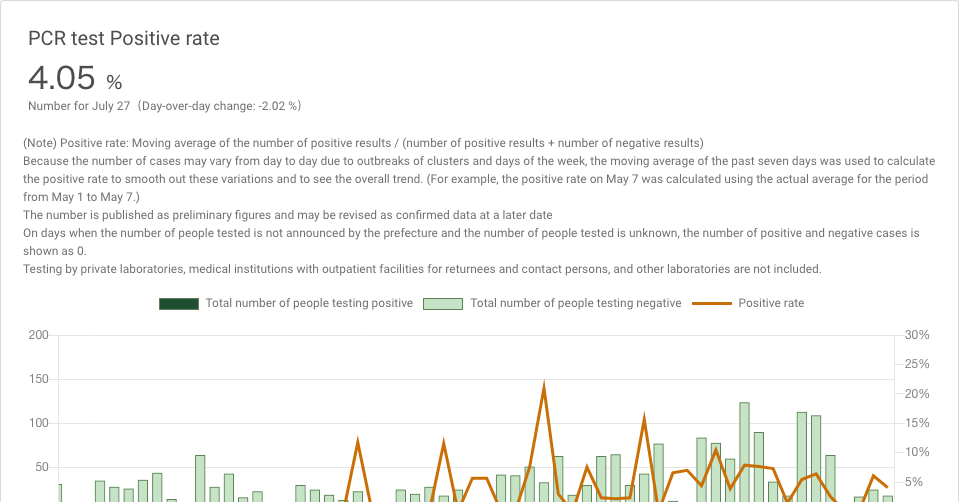 PCR test Positive rate
4.05 %
Number for July 27 (Day-over-day change: -2.02 %)
(Note) Positive rate: Moving average of the number of positive results / (number of positive results + number of negative results)
Because the number of cases may vary from day to day due to outbreaks of clusters and days of the week, the moving average of the past seven days was used to calculate
the positive rate to smooth out these variations and to see the overall trend. (For example, the positive rate on May 7 was calculated using the actual average for the period
from May 1 to May 7.)
The number is published as preliminary figures and may be revised as confirmed data at a later date
On days when the number of people tested is not announced by the prefecture and the number of people tested is unknown, the number of positive and negative cases is
shown as 0.
Testing by private laboratories, medical institutions with outpatient facilities for returnees and contact persons, and other laboratories are not included.
Total number of people testing positive Total number of people testing negative Positive rate
200 30%
25%
150 20%
100 15%
50 10%
5%